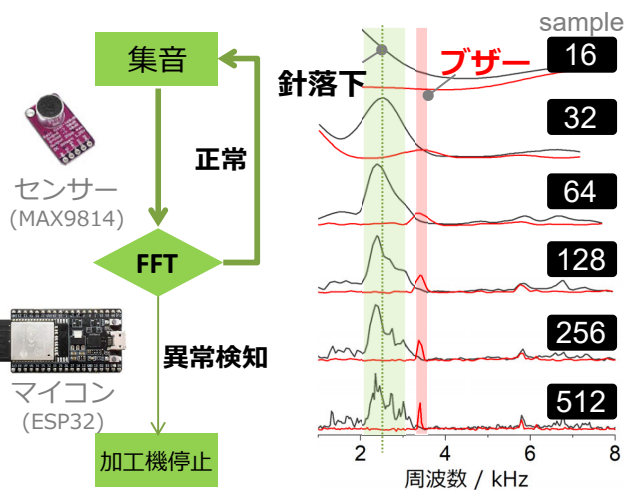 集音
正常
センサー
(MAX9814)
FFT
異常検知
マイコン
(ESP32)
加工機停止
sample
針落下
ブザー
16
32
64
128
256
512
2
4
6
8
周波数 / kHz